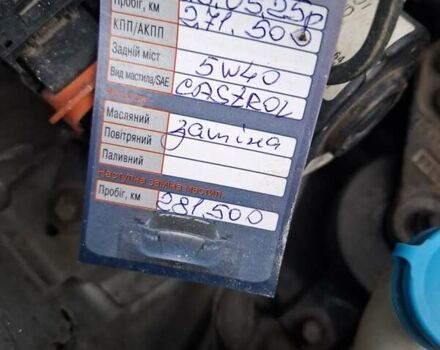 Пробіг, км 271.500
КПП/АКПП
Задній міст
Вид мастила/SAE 5W40
CASTROL
Масляний заміна
Повітряний
Паливний
Наступна заміна мастил
Пробіг, км 281.500